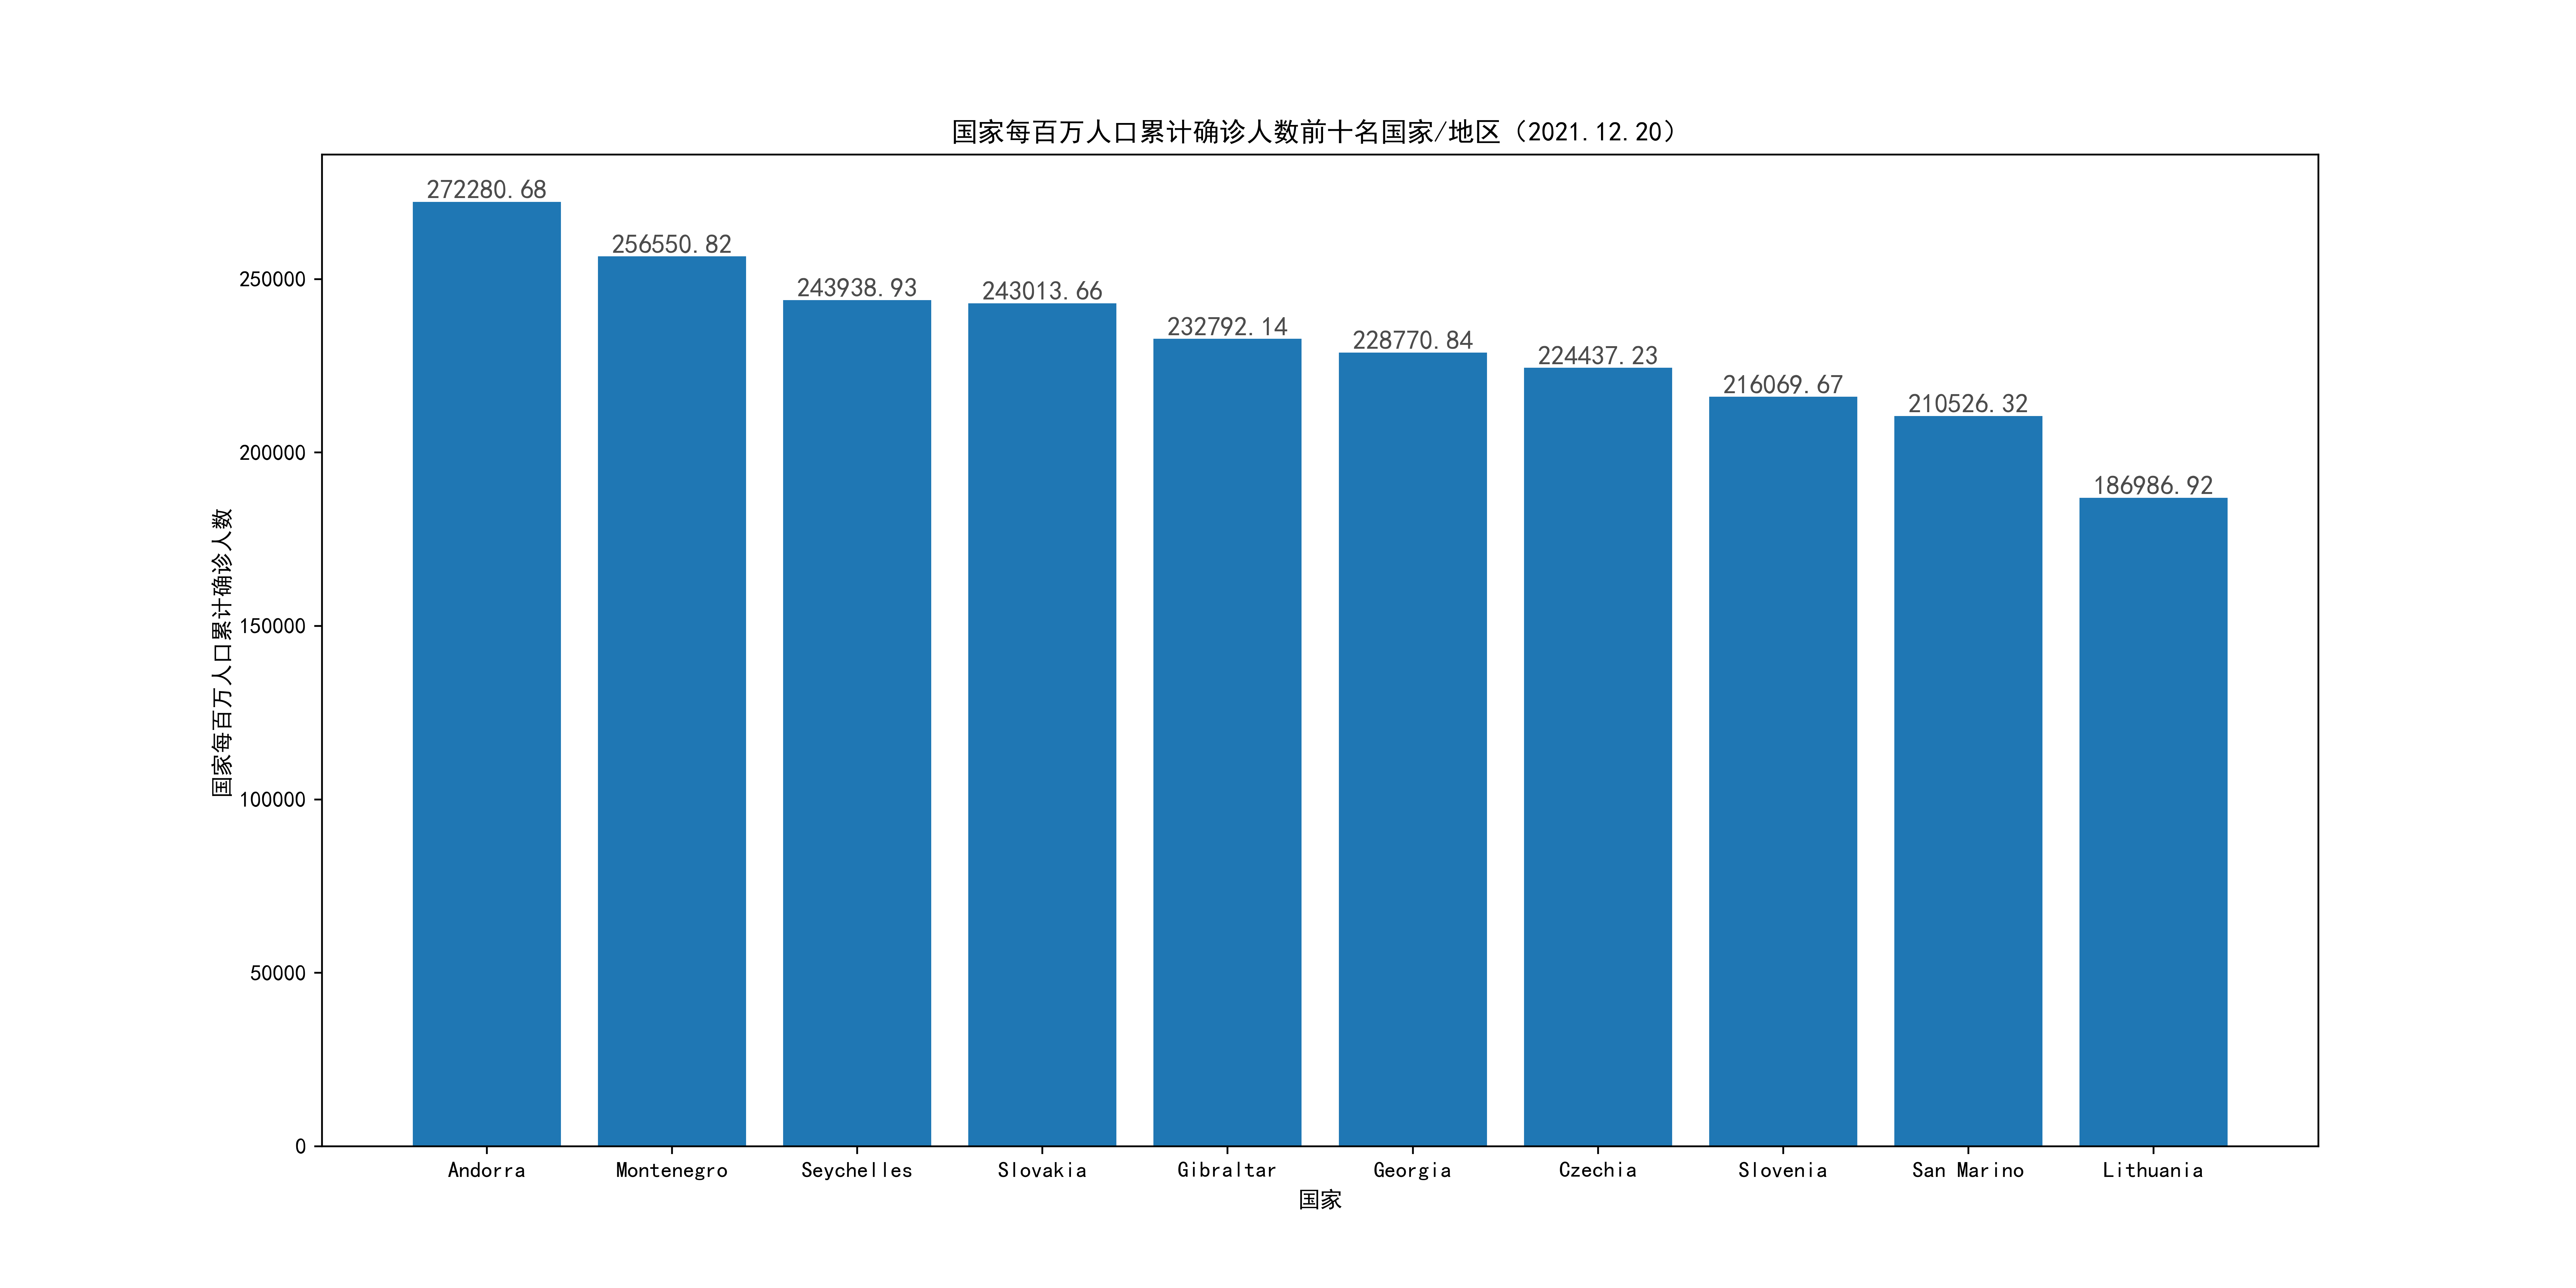 国家每百万人口累计确诊人数前十名国家/地区（2021.12.20）
国家每百万人口累计确诊人数
250000
200000
150000
100000
50000
0
272280.68
256550.82
243938.93
243013.66
232792.14
228770.84
224437.23
216069.67
210526.32
186986.92
Andorra
Montenegro
Seychelles
Slovakia
Gibraltar
Georgia
Czechia
Slovenia
San Marino
Lithuania
国家